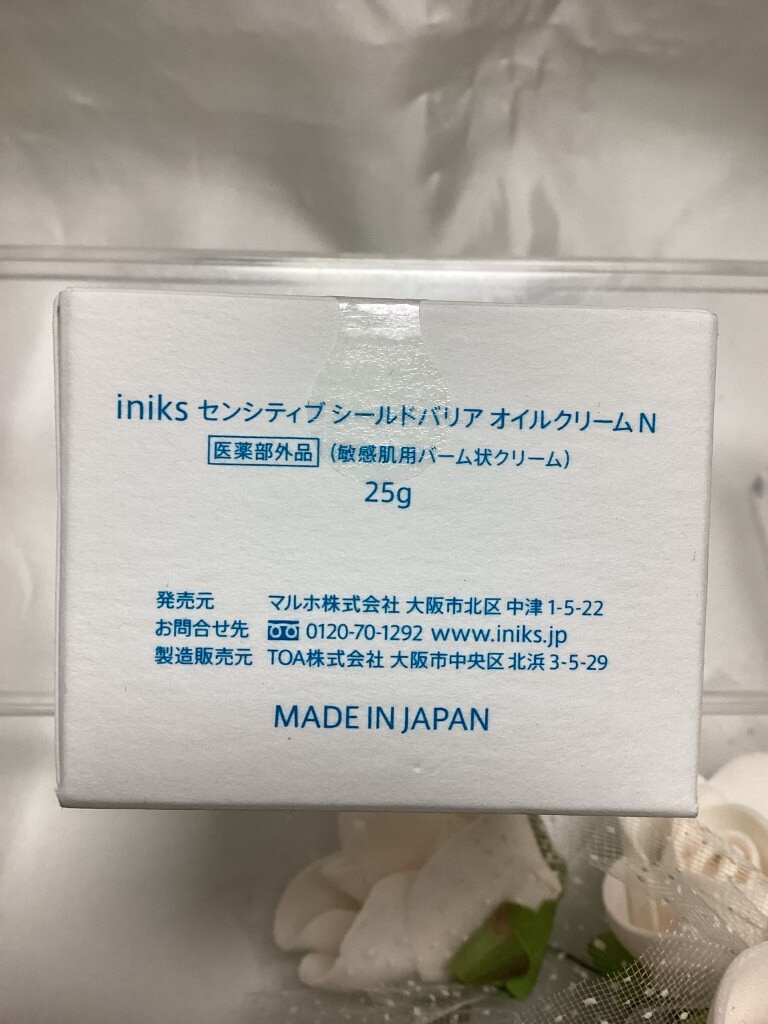 iniks センシティブ シールドバリア オイルクリーム N
医薬部外品 (敏感肌用バーム状クリーム)
25g
発売元 マルホ株式会社 大阪市北区 中津 1-5-22
お問合せ先 0120-70-1292 www.iniks.jp
製造販売元 TOA株式会社 大阪市中央区 北浜 3-5-29
MADE IN JAPAN